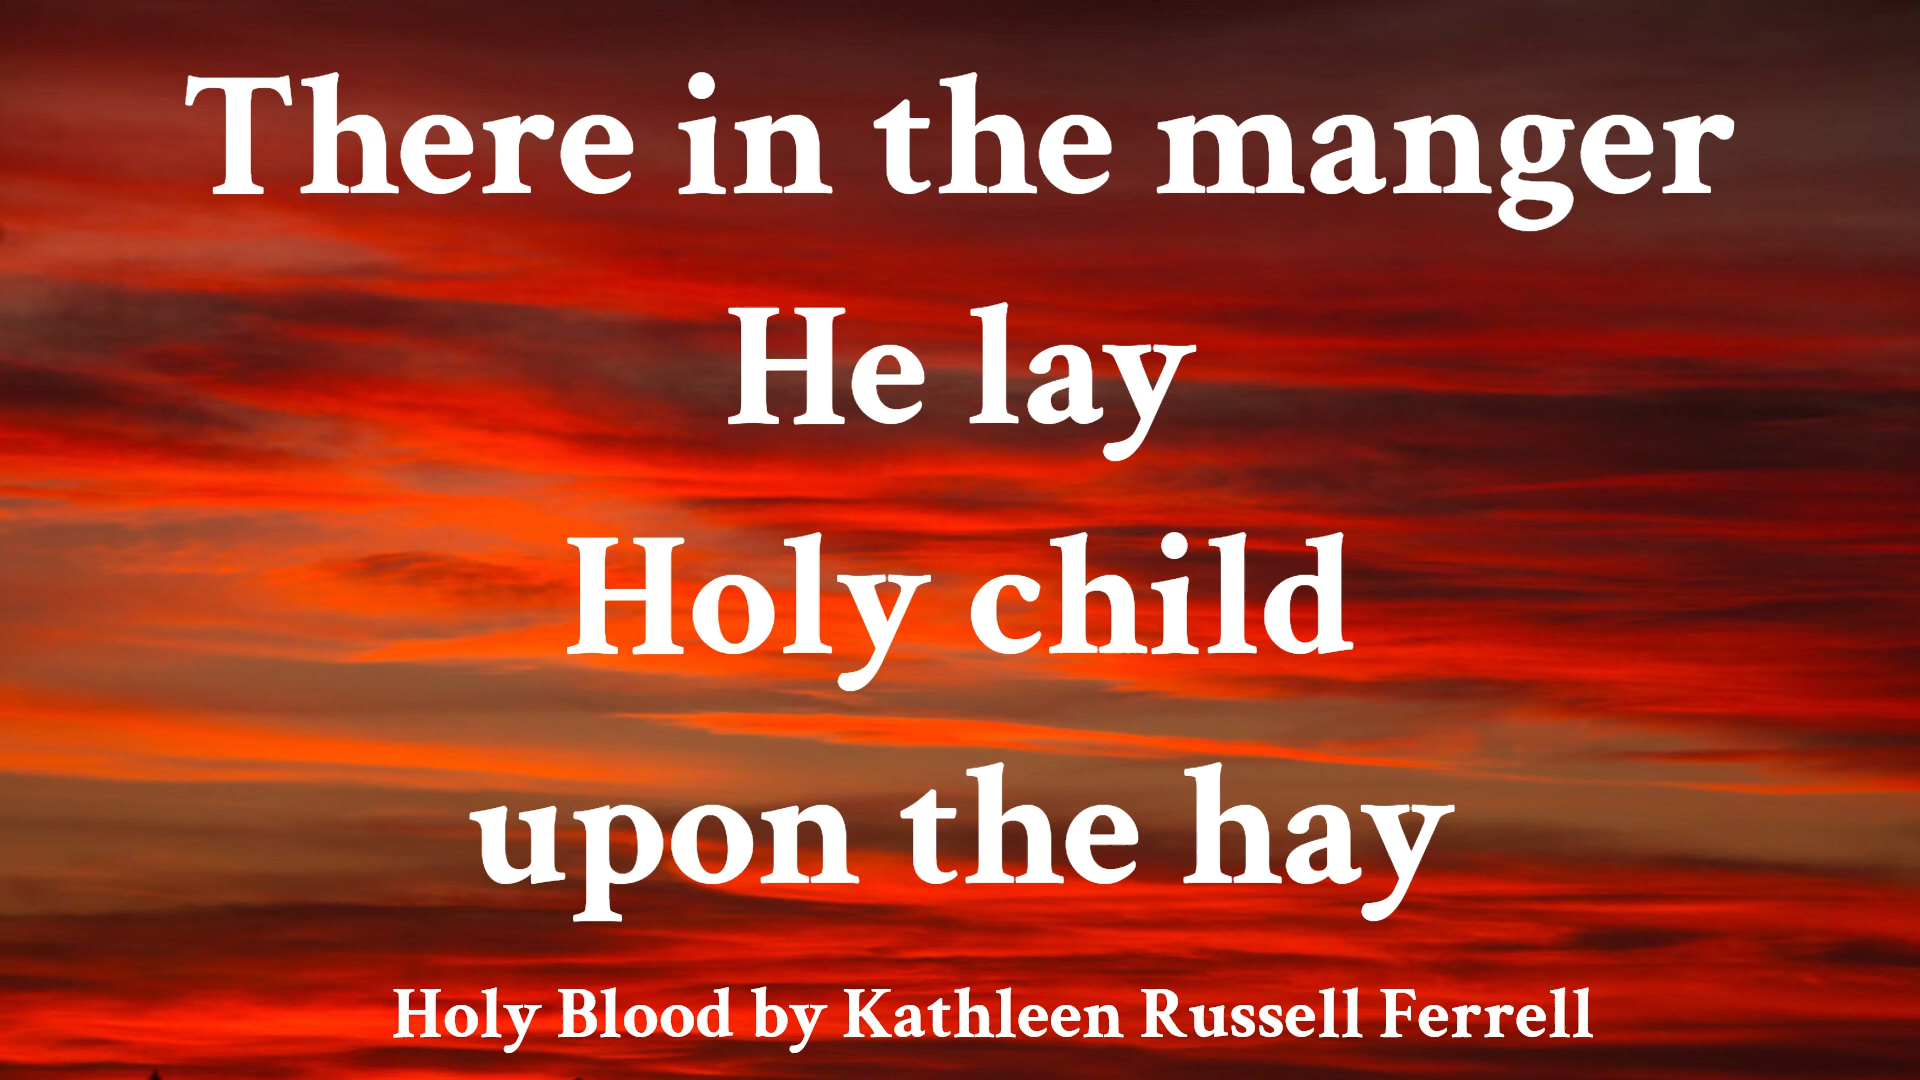 There in the manger
He lay
Holy child
upon the hay
Holy Blood by Kathleen Russell Ferrell